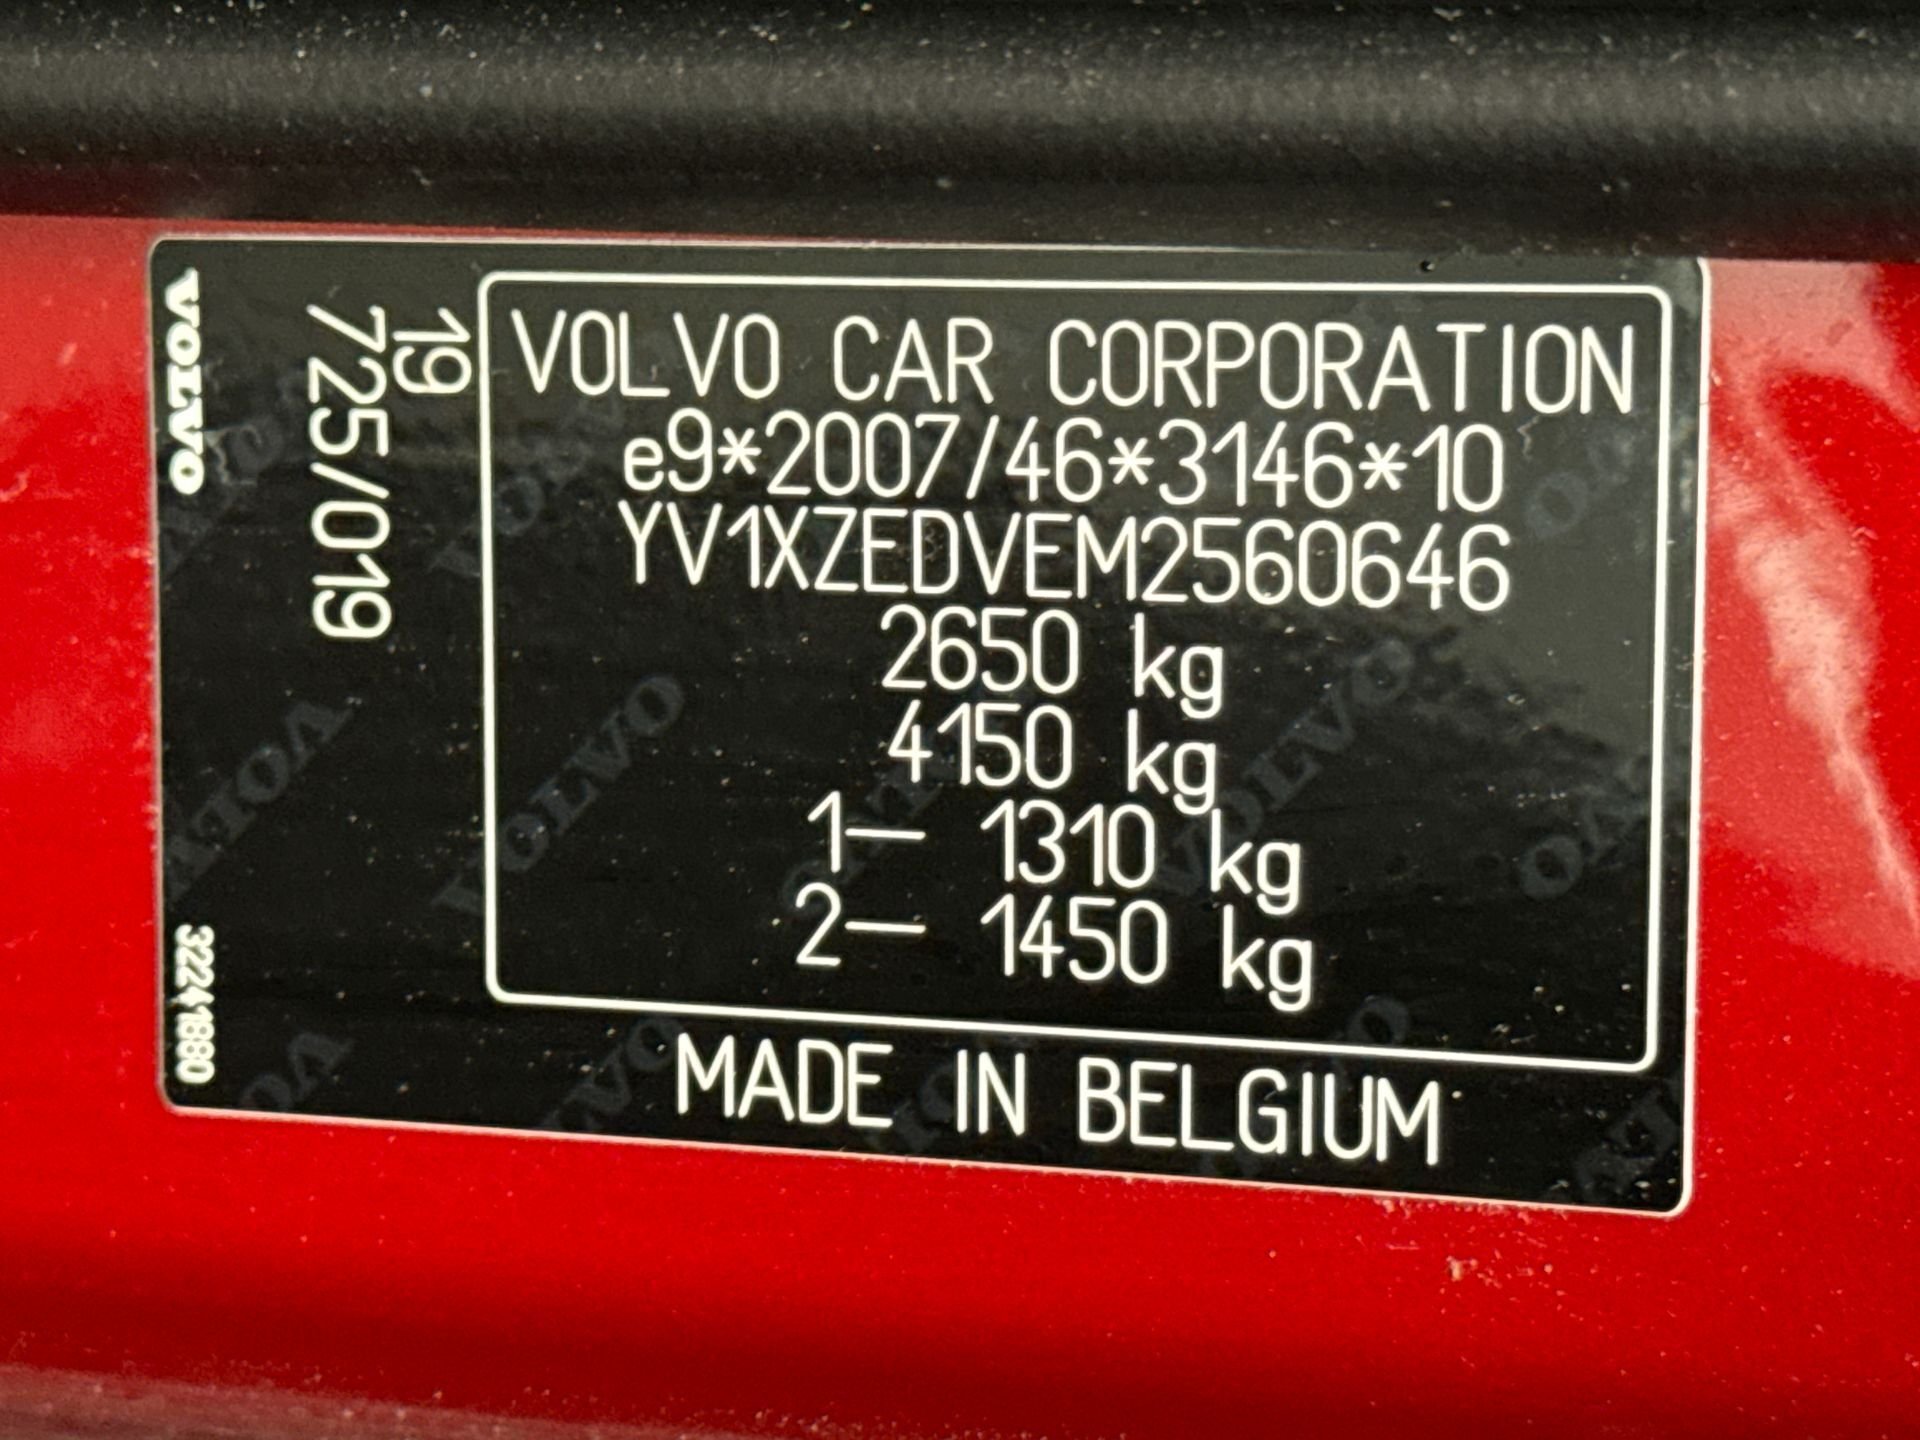 VOLVO
19
725/019
32241880
VOLVO CAR CORPORATION
e9*2007/46*3146*10
YV1XZEDVEM2560646
2650 kg
4150 kg
1— 1310 kg
2— 1450 kg
MADE IN BELGIUM